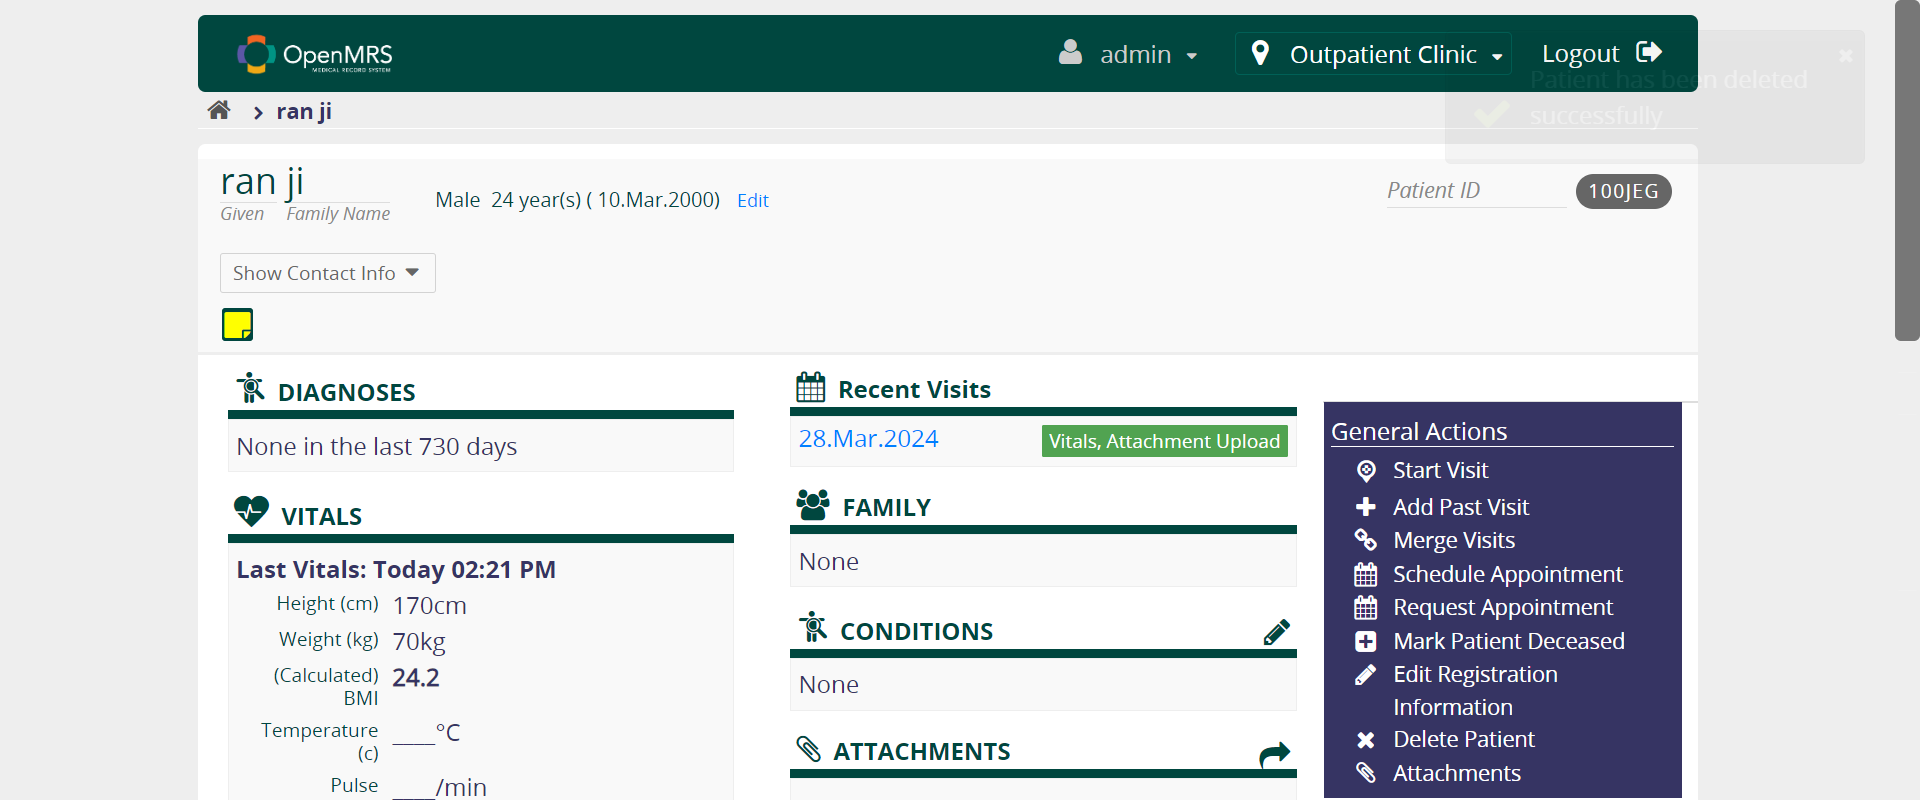 OpenMRS
MEDICAL RECORD SYSTEM
admin
Outpatient Clinic
Logout
Patient has been deleted
successfully
ran ji
ran ji
Given Family Name
Male 24 year(s) ( 10.Mar.2000) Edit
Patient ID 100JEG
Show Contact Info
DIAGNOSES
None in the last 730 days
VITALS
Last Vitals: Today 02:21 PM
Height (cm) 170cm
Weight (kg) 70kg
(Calculated) 24.2
BMI
Temperature ____°C
(c)
Pulse ____/min
Recent Visits
28.Mar.2024 Vitals, Attachment Upload
FAMILY
None
CONDITIONS
None
ATTACHMENTS
General Actions
Start Visit
Add Past Visit
Merge Visits
Schedule Appointment
Request Appointment
Mark Patient Deceased
Edit Registration
Information
Delete Patient
Attachments